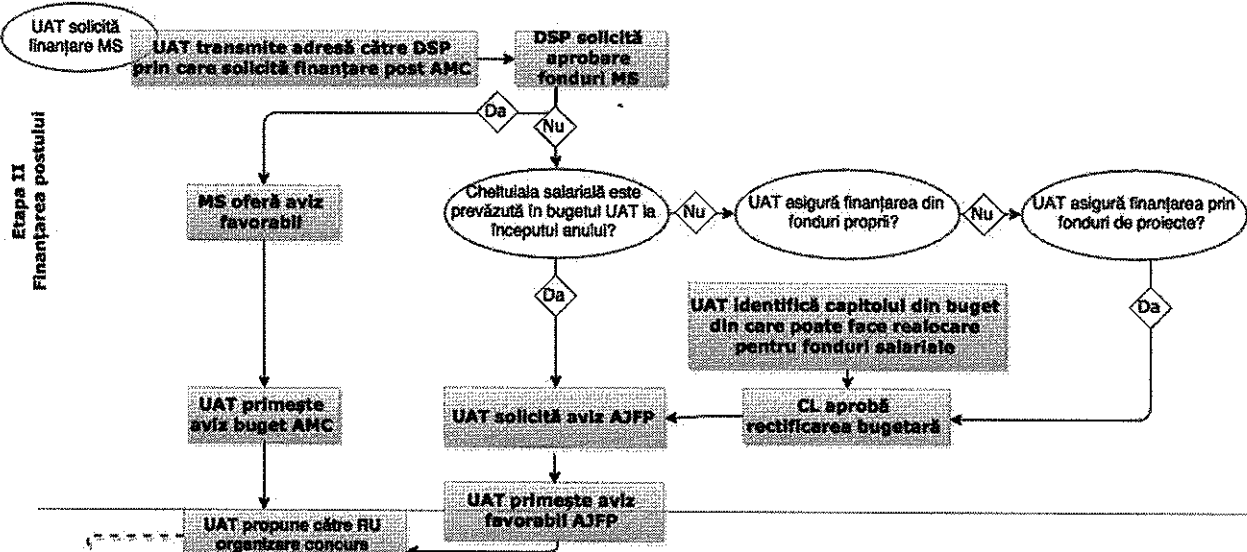 UAT solicită
finanțare MS
UAT transmite adresă către DSP
prin care solicită finanțare post AMC
DSP solicită
aprobare
fonduri MS
Da
Nu
Etapa II
Finanțarea postului
MS oferă aviz
favorabil
Cheltuiala salarială este
prevăzută în bugetul UAT la
începutul anului?
Nu
UAT asigură finanțarea din
fonduri proprii?
Nu
UAT asigură finanțarea prin
fonduri de proiecte?
Da
UAT identifică capitolul din buget
din care poate face realocare
pentru fonduri salariale
Da
UAT primește
aviz buget AMC
UAT solicită aviz AJFP
CL aprobă
rectificarea bugetară
UAT primește aviz
favorabil AJFP
UAT propune către RU
organizare concurs